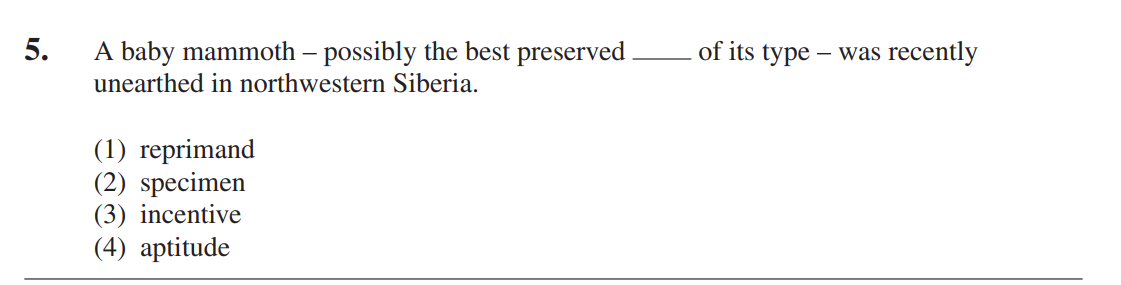 5. A baby mammoth – possibly the best preserved ____ of its type – was recently
unearthed in northwestern Siberia.
(1) reprimand
(2) specimen
(3) incentive
(4) aptitude